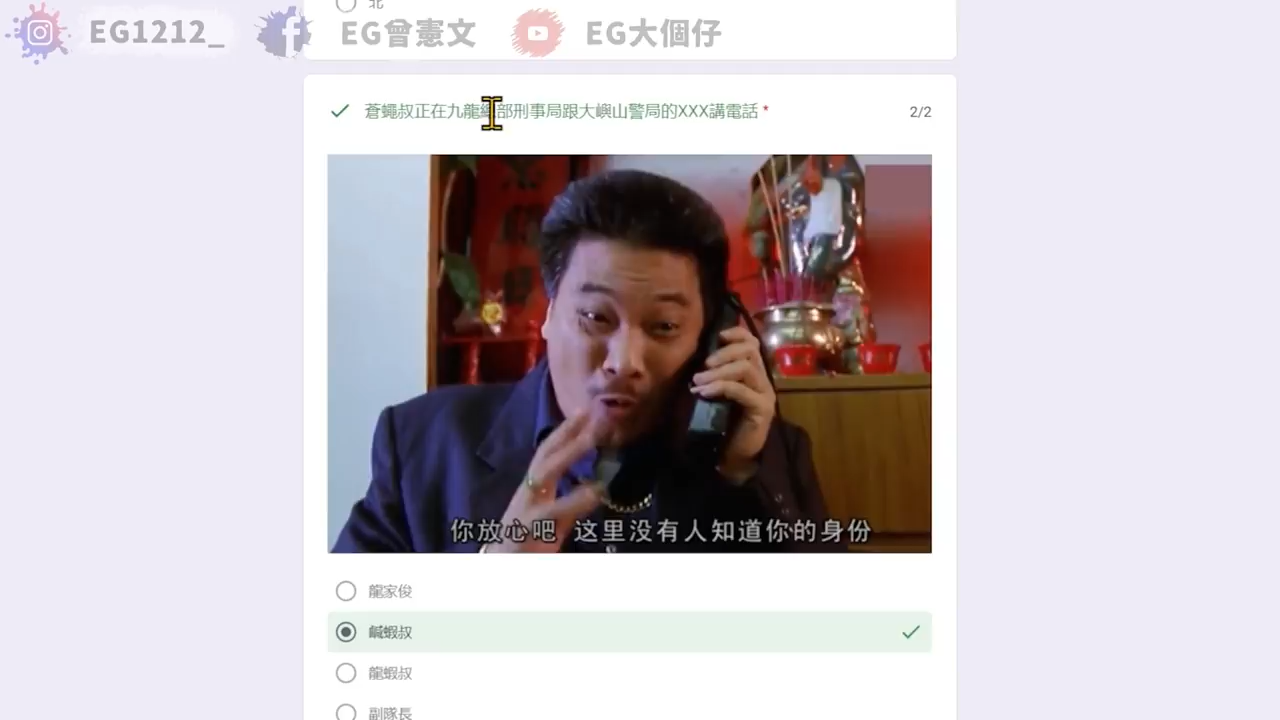 北
EG1212_ EG曾憲文 EG大個仔
蒼蠅叔正在九龍總部刑事局跟大嶼山警局的XXX講電話 * 2/2
你放心吧 这里没有人知道你的身份
龍家俊
鹹蝦叔
龍蝦叔
副隊長